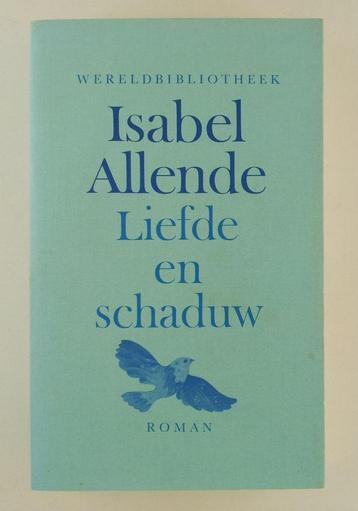 WERELDBIBLIOTHEEK
Isabel
Allende
Liefde
en
schaduw
ROMAN